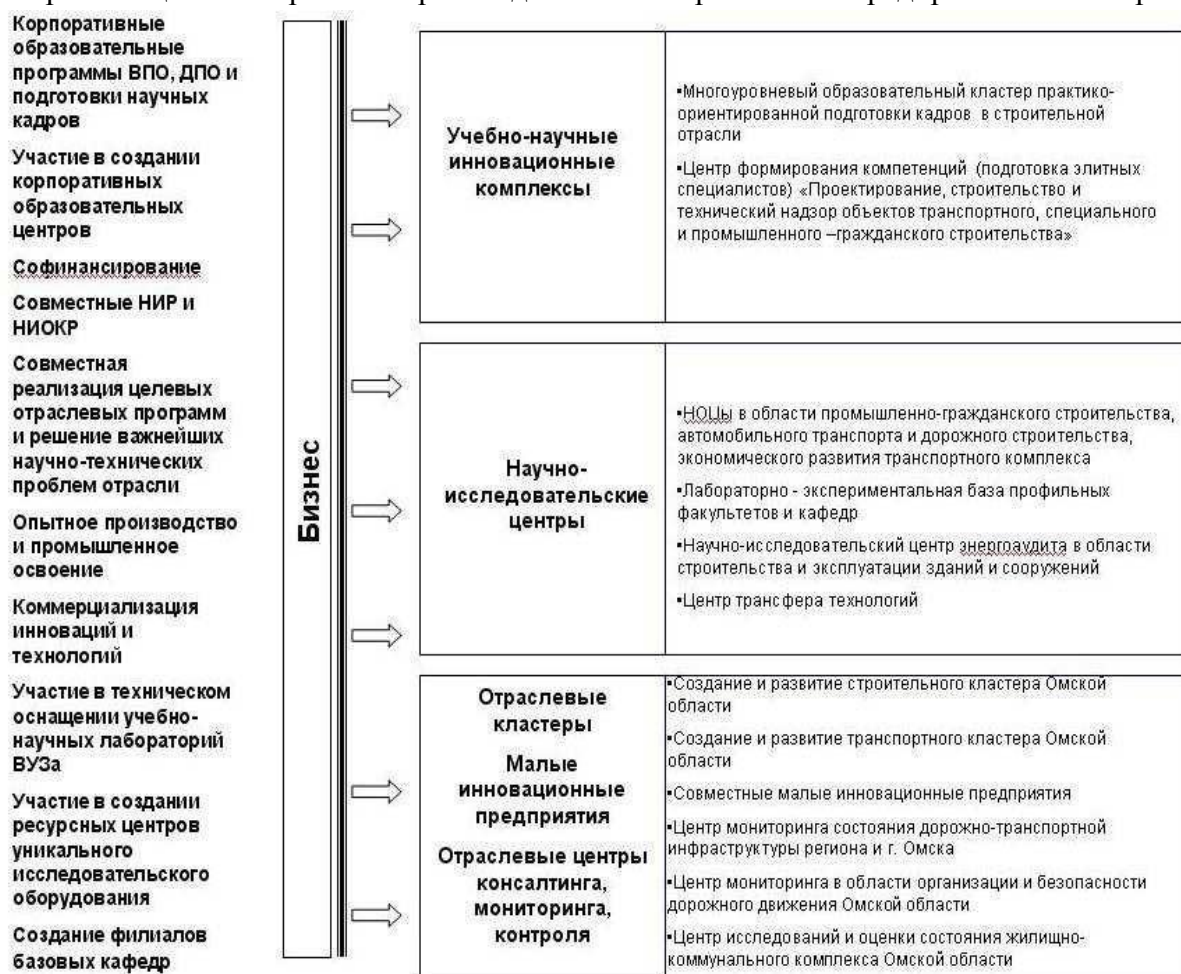 Корпоративные
образовательные
программы ВПО, ДПО и
подготовки научных
кадров
Участие в создании
корпоративных
образовательных
центров
Софинансирование
Совместные НИР и
НИОКР
Совместная
реализация целевых
отраслевых программ
и решение важнейших
научно-технических
проблем отрасли
Опытное производство
и промышленное
освоение
Коммерциализация
инноваций и
технологий
Участие в техническом
оснащении учебно-
научных лабораторий
ВУЗа
Участие в создании
ресурсных центров
уникального
исследовательского
оборудования
Создание филиалов
базовых кафедр
Бизнес
Учебно-научные
инновационные
комплексы
▪Многоуровневый образовательный кластер практико-
ориентированной подготовки кадров в строительной
отрасли
▪Центр формирования компетенций (подготовка элитных
специалистов) «Проектирование, строительство и
технический надзор объектов транспортного, специального
и промышленного –гражданского строительства»
Научно-
исследовательские
центры
▪НОЦы в области промышленно-гражданского строительства,
автомобильного транспорта и дорожного строительства,
экономического развития транспортного комплекса
▪Лабораторно - экспериментальная база профильных
факультетов и кафедр
▪Научно-исследовательский центр энергоаудита в области
строительства и эксплуатации зданий и сооружений
▪Центр трансфера технологий
Отраслевые
кластеры
Малые
инновационные
предприятия
Отраслевые центры
консалтинга,
мониторинга,
контроля
▪Создание и развитие строительного кластера Омской
области
▪Создание и развитие транспортного кластера Омской
области
▪Совместные малые инновационные предприятия
▪Центр мониторинга состояния дорожно-транспортной
инфраструктуры региона и г. Омска
▪Центр мониторинга в области организации и безопасности
дорожного движения Омской области
▪Центр исследований и оценки состояния жилищно-
коммунального комплекса Омской области